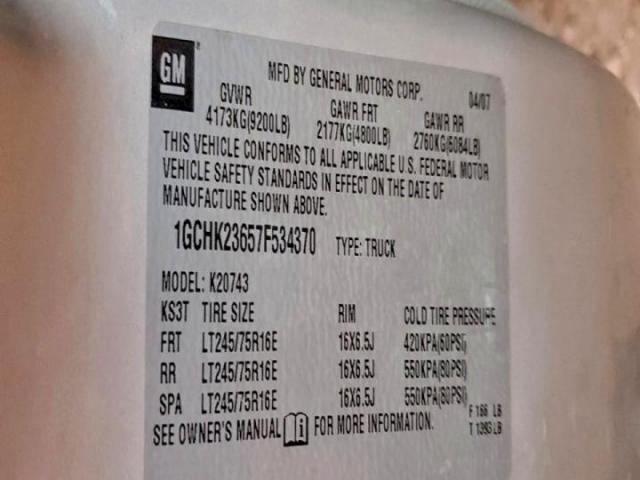 GM
MFD BY GENERAL MOTORS CORP. 04/07
GVWR GAWR FRT GAWR RR
4173KG(9200LB) 2177KG(4800LB) 2760KG(6084LB)
THIS VEHICLE CONFORMS TO ALL APPLICABLE U.S. FEDERAL MOTOR
VEHICLE SAFETY STANDARDS IN EFFECT ON THE DATE OF
MANUFACTURE SHOWN ABOVE.
1GCHK23657F534370 TYPE: TRUCK
MODEL: K20743
KS3T TIRE SIZE RIM COLD TIRE PRESSURE
FRT LT245/75R16E 16X6.5J 420KPA(60PSI)
RR LT245/75R16E 16X6.5J 550KPA(80PSI)
SPA LT245/75R16E 16X6.5J 550KPA(80PSI)
F 166 LB
SEE OWNER'S MANUAL FOR MORE INFORMATION. T 1393 LB